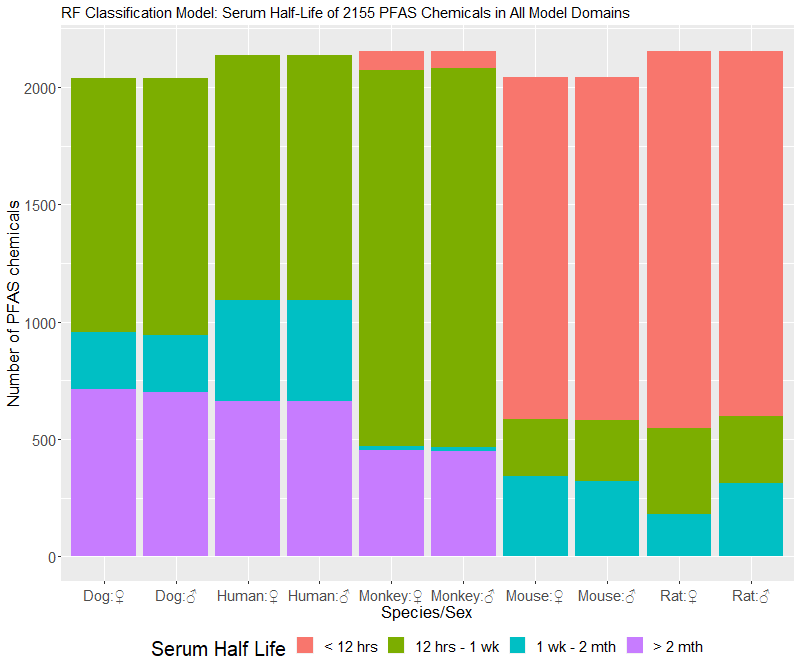 RF Classification Model: Serum Half-Life of 2155 PFAS Chemicals in All Model Domains
Number of PFAS chemicals
2000
1500
1000
500
0
Dog:♀ Dog:♂ Human:♀ Human:♂ Monkey:♀ Monkey:♂ Mouse:♀ Mouse:♂ Rat:♀ Rat:♂
Species/Sex
Serum Half Life < 12 hrs 12 hrs - 1 wk 1 wk - 2 mth > 2 mth